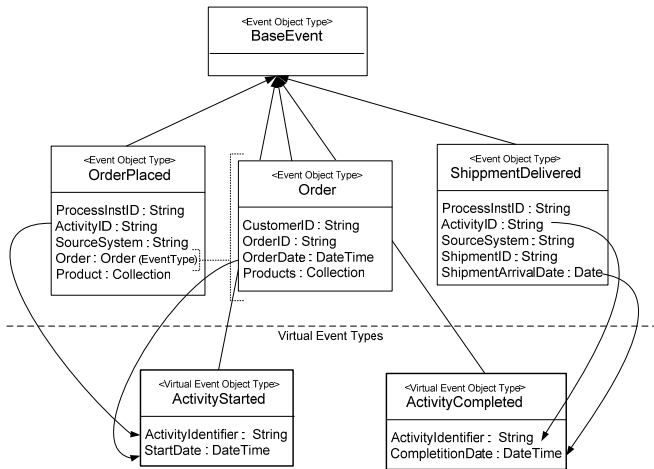 <Event Object Type>
BaseEvent
<Event Object Type>
OrderPlaced
ProcessInstID : String
ActivityID : String
SourceSystem : String
Order : Order (EventType)
Product : Collection
<Event Object Type>
Order
CustomerID : String
OrderID : String
OrderDate : DateTime
Products : Collection
<Event Object Type>
ShippmentDelivered
ProcessInstID : String
ActivityID : String
SourceSystem : String
ShipmentID : String
ShipmentArrivalDate : Date
Virtual Event Types
<Virtual Event Object Type>
ActivityStarted
ActivityIdentifier : String
StartDate : DateTime
<Virtual Event Object Type>
ActivityCompleted
ActivityIdentifier : String
CompletitionDate : DateTime